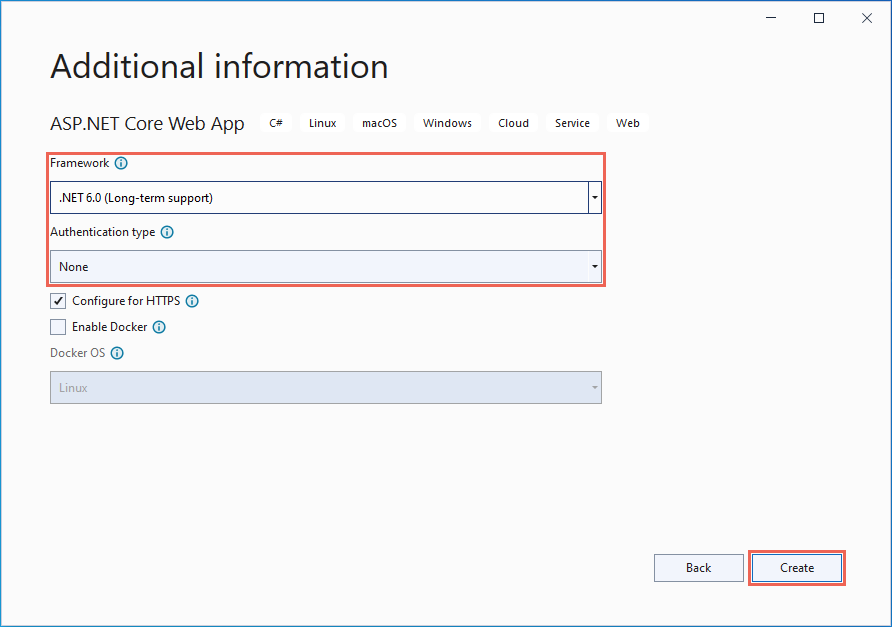 Additional information
ASP.NET Core Web App C# Linux macOS Windows Cloud Service Web
Framework
.NET 6.0 (Long-term support)
Authentication type
None
Configure for HTTPS
Enable Docker
Docker OS
Linux
Back Create